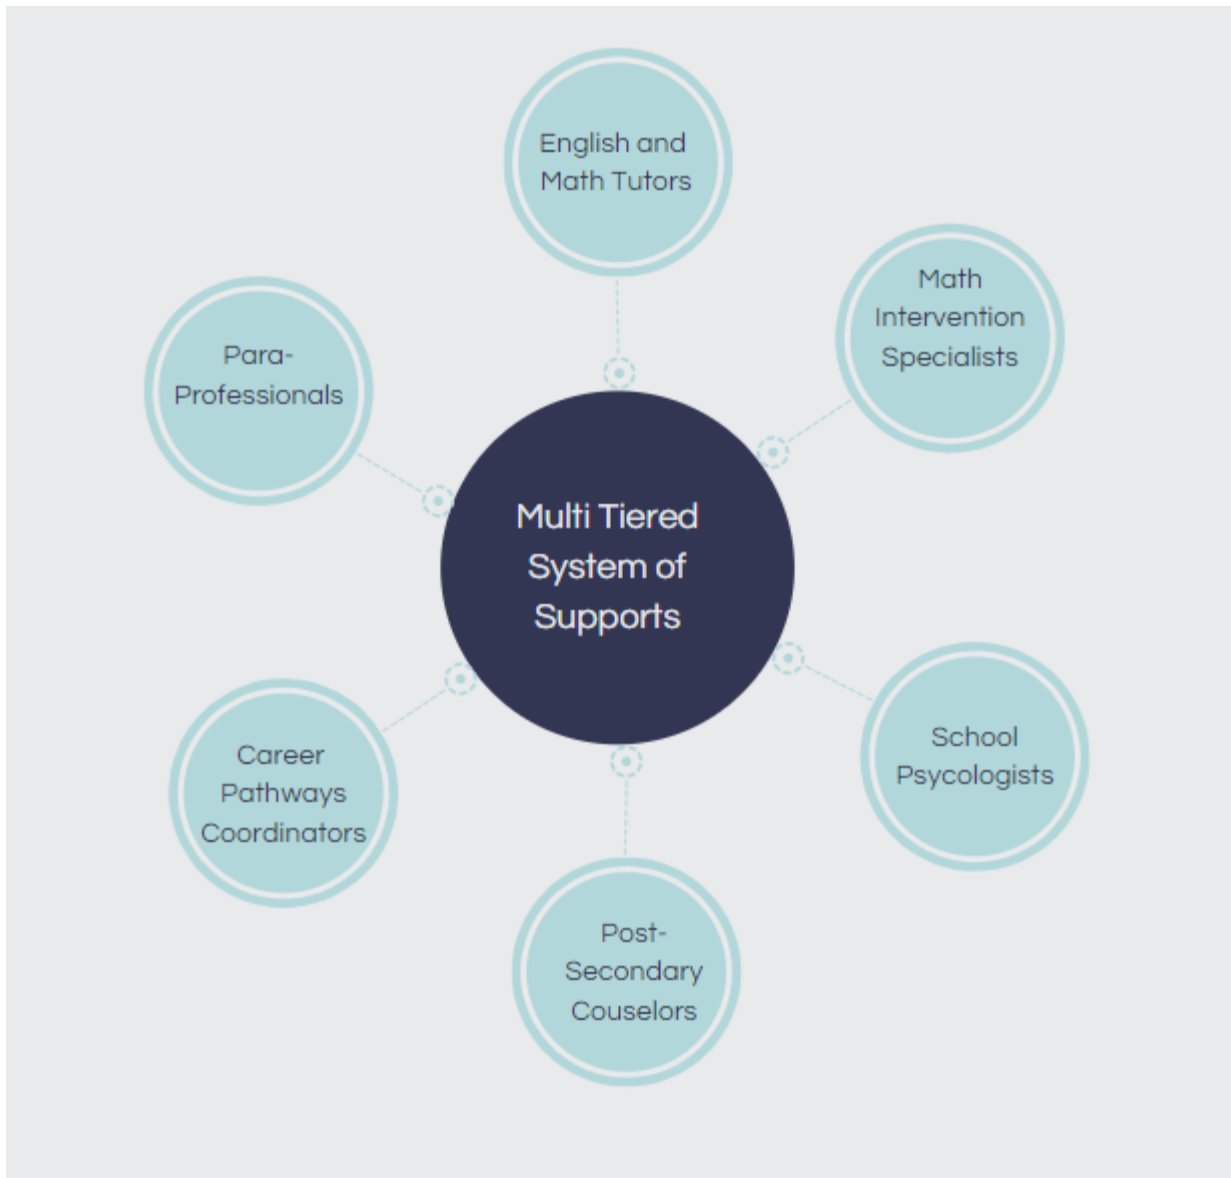 English and
Math Tutors
Math
Intervention
Specialists
Para-
Professionals
Multi Tiered
System of
Supports
School
Psycologists
Career
Pathways
Coordinators
Post-
Secondary
Couselors